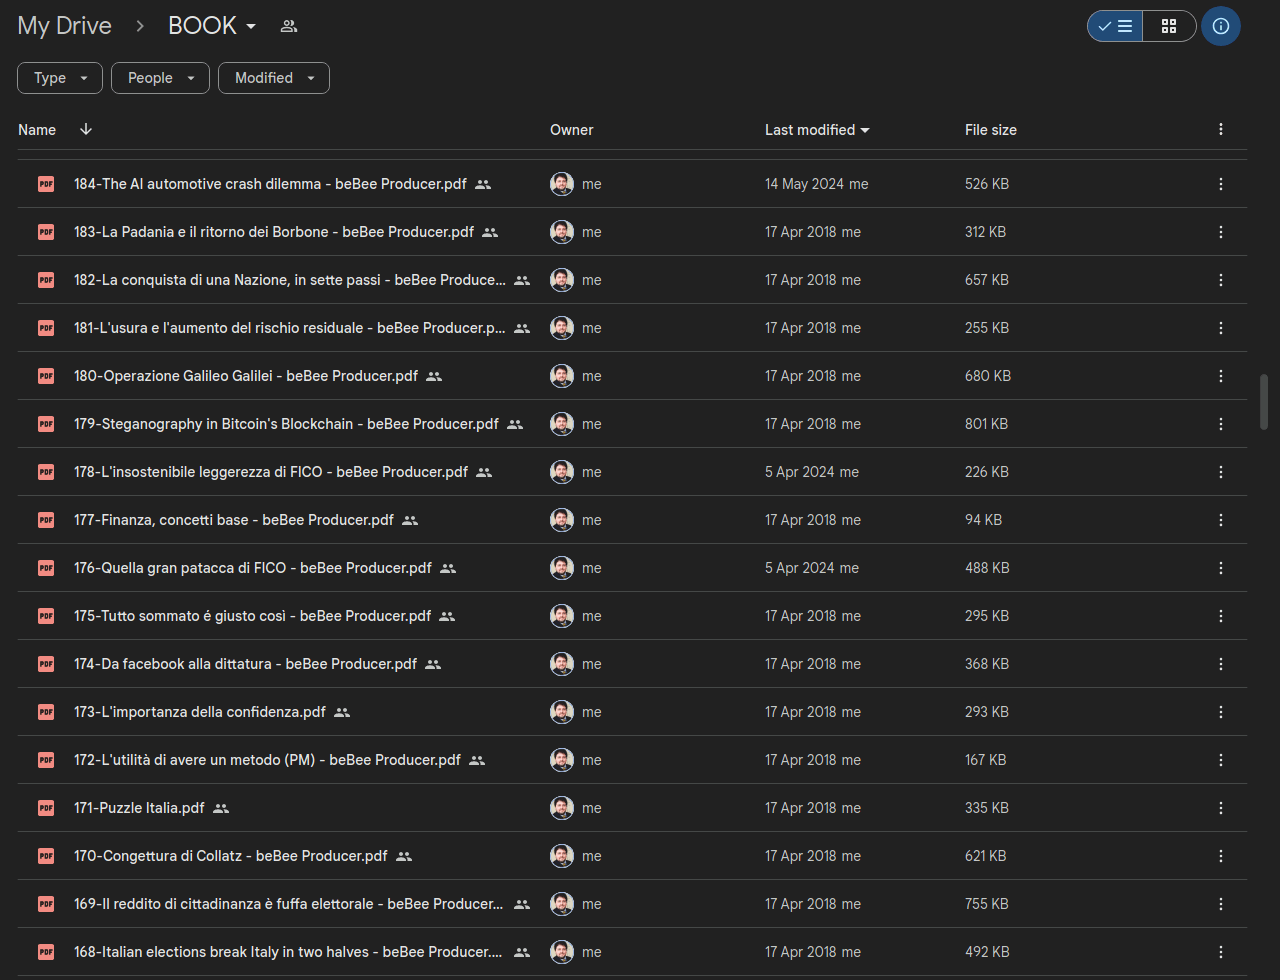 My Drive > BOOK
Type People Modified
Name Owner Last modified File size
PDF 184-The AI automotive crash dilemma - beBee Producer.pdf me 14 May 2024 me 526 KB
PDF 183-La Padania e il ritorno dei Borbone - beBee Producer.pdf me 17 Apr 2018 me 312 KB
PDF 182-La conquista di una Nazione, in sette passi - beBee Produce... me 17 Apr 2018 me 657 KB
PDF 181-L'usura e l'aumento del rischio residuale - beBee Producer.p... me 17 Apr 2018 me 255 KB
PDF 180-Operazione Galileo Galilei - beBee Producer.pdf me 17 Apr 2018 me 680 KB
PDF 179-Steganography in Bitcoin's Blockchain - beBee Producer.pdf me 17 Apr 2018 me 801 KB
PDF 178-L'insostenibile leggerezza di FICO - beBee Producer.pdf me 5 Apr 2024 me 226 KB
PDF 177-Finanza, concetti base - beBee Producer.pdf me 17 Apr 2018 me 94 KB
PDF 176-Quella gran patacca di FICO - beBee Producer.pdf me 5 Apr 2024 me 488 KB
PDF 175-Tutto sommato é giusto così - beBee Producer.pdf me 17 Apr 2018 me 295 KB
PDF 174-Da facebook alla dittatura - beBee Producer.pdf me 17 Apr 2018 me 368 KB
PDF 173-L'importanza della confidenza.pdf me 17 Apr 2018 me 293 KB
PDF 172-L'utilità di avere un metodo (PM) - beBee Producer.pdf me 17 Apr 2018 me 167 KB
PDF 171-Puzzle Italia.pdf me 17 Apr 2018 me 335 KB
PDF 170-Congettura di Collatz - beBee Producer.pdf me 17 Apr 2018 me 621 KB
PDF 169-Il reddito di cittadinanza è fuffa elettorale - beBee Producer... me 17 Apr 2018 me 755 KB
PDF 168-Italian elections break Italy in two halves - beBee Producer.... me 17 Apr 2018 me 492 KB